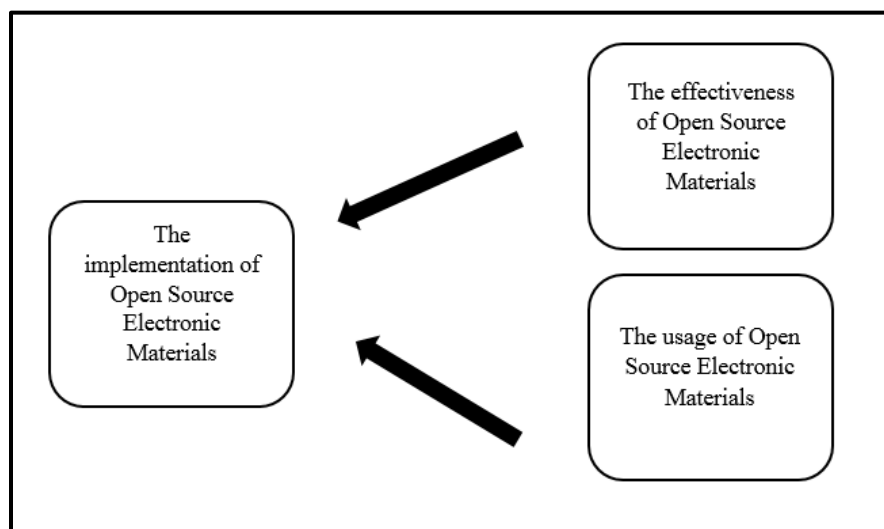 The
implementation of
Open Source
Electronic
Materials
The effectiveness
of Open Source
Electronic
Materials
The usage of Open
Source Electronic
Materials